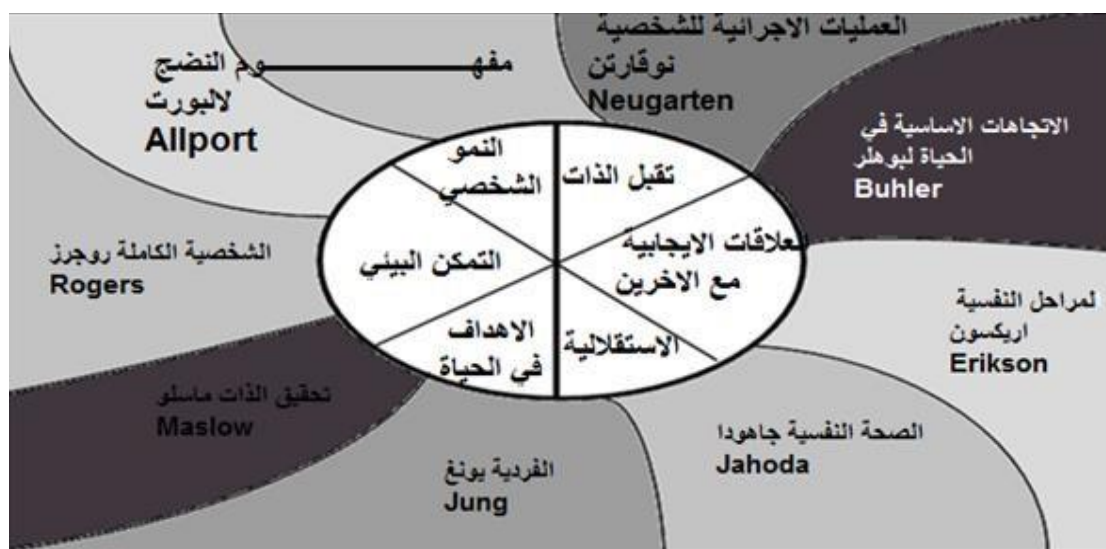 العمليات الاجرائية للشخصية
نوقارتن
Neugarten
مفهـــوم النضج
لالبورت
Allport
الاتجاهات الاساسية في
الحياة لبوهلر
Buhler
النمو
الشخصي
تقبل الذات
العلاقات الايجابية
مع الاخرين
التمكن البيئي
الاستقلالية
الاهداف
في الحياة
الشخصية الكاملة روجرز
Rogers
لمراحل النفسية
اريكسون
Erikson
تحقيق الذات ماسلو
Maslow
الصحة النفسية جاهودا
Jahoda
الفردية يونغ
Jung